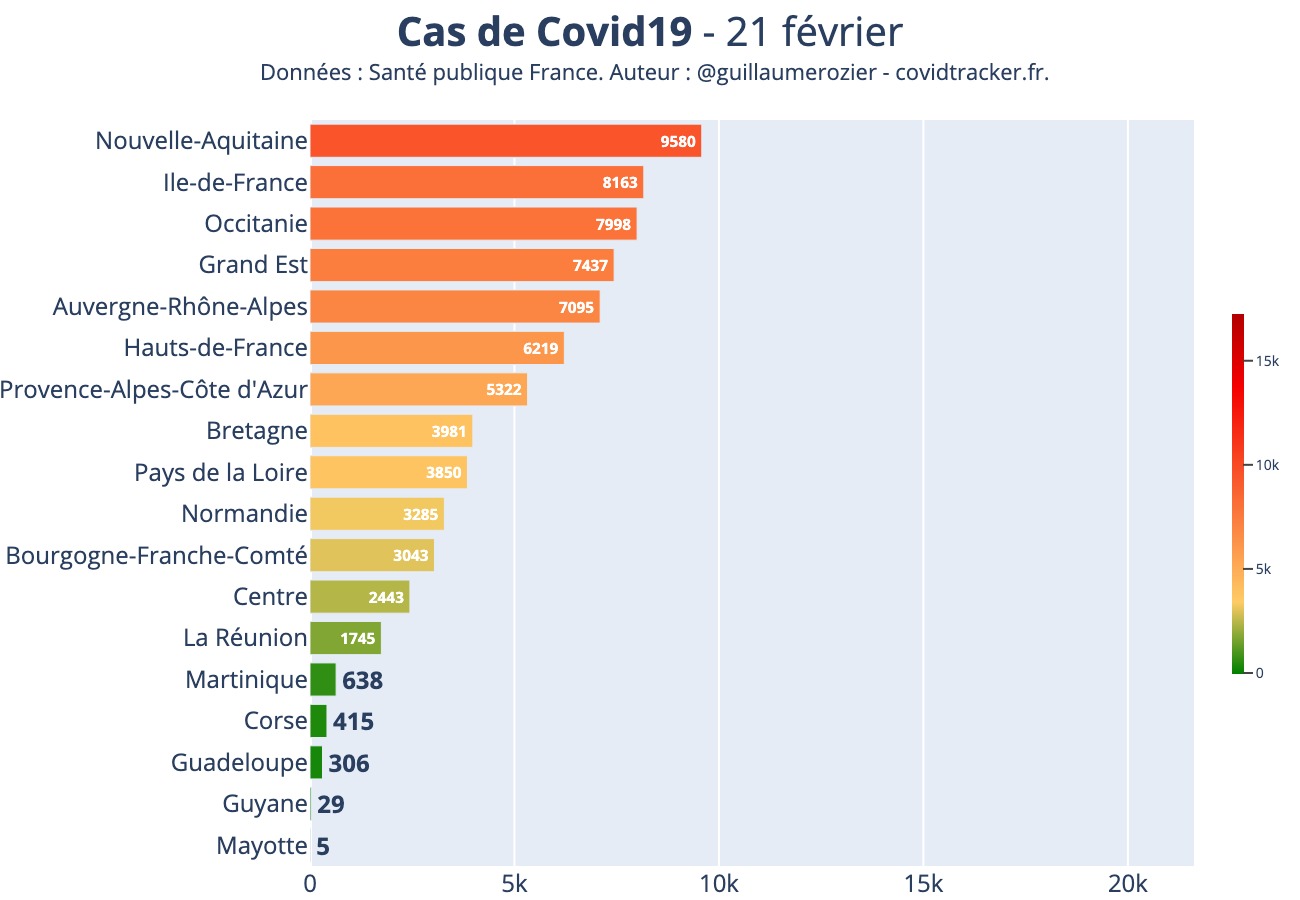 Cas de Covid19 - 21 février
Données : Santé publique France. Auteur : @guillaumerozier - covidtracker.fr.
Nouvelle-Aquitaine 9580
Ile-de-France 8163
Occitanie 7998
Grand Est 7437
Auvergne-Rhône-Alpes 7095
Hauts-de-France 6219
Provence-Alpes-Côte d'Azur 5322
Bretagne 3981
Pays de la Loire 3850
Normandie 3285
Bourgogne-Franche-Comté 3043
Centre 2443
La Réunion 1745
Martinique 638
Corse 415
Guadeloupe 306
Guyane 29
Mayotte 5
0 5k 10k 15k 20k
15k
10k
5k
0